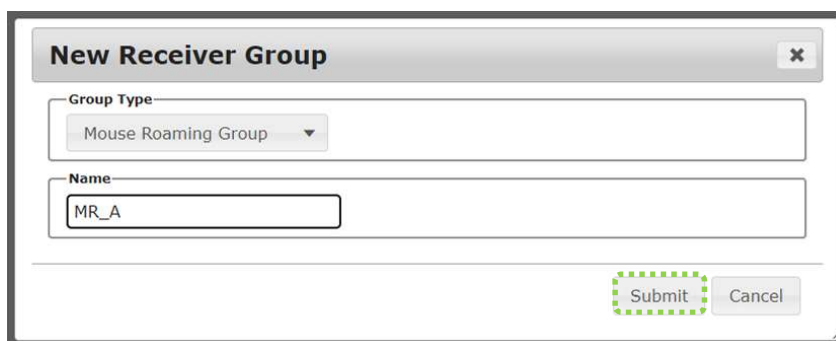 New Receiver Group
Group Type
Mouse Roaming Group
Name
MR_A
Submit Cancel